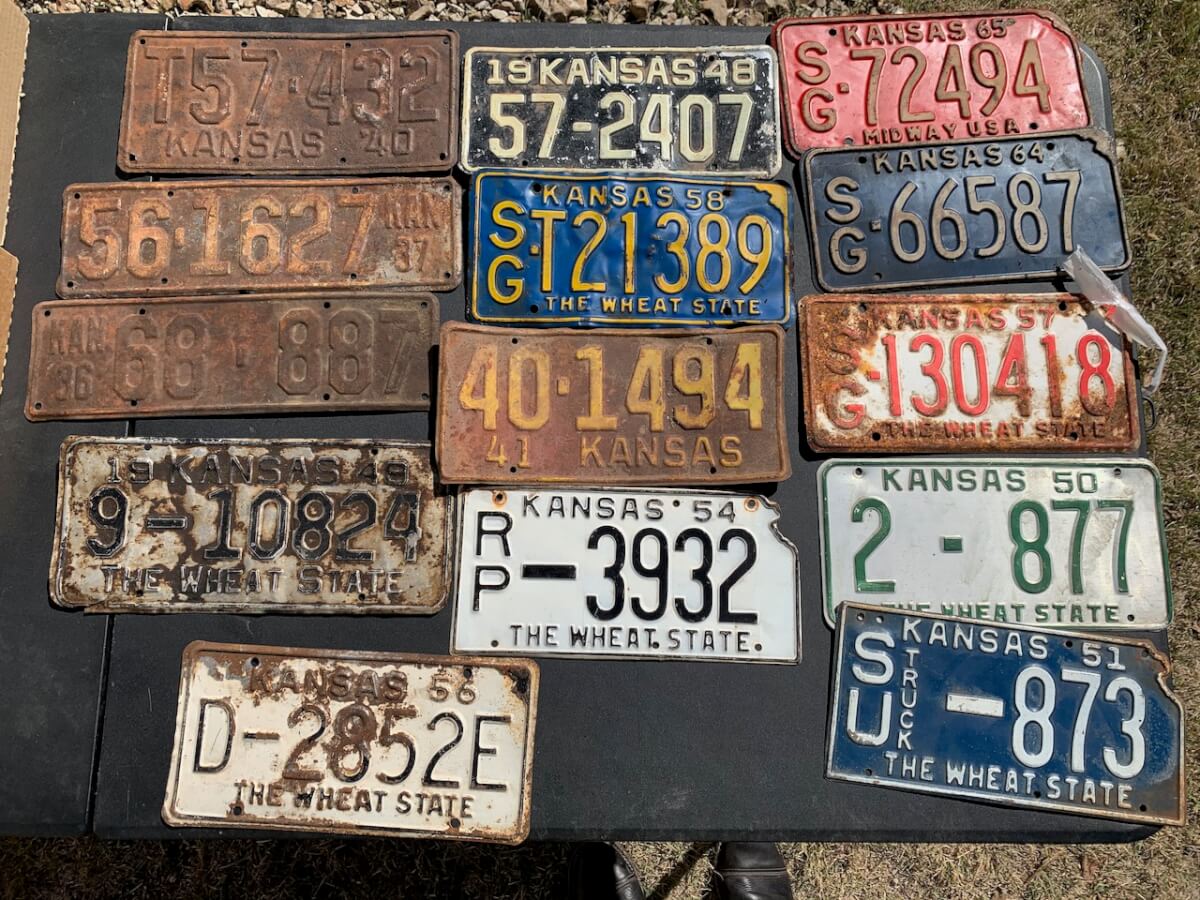 T57·432
KANSAS '40
19 KANSAS 48
57-2407
KANSAS 65
SG-72494
MIDWAY USA
56·1627 KAN 37
KANSAS 58
SG·T21389
THE WHEAT STATE
KANSAS 64
SG-66587
KAN '36 68·887
40·1494
41 KANSAS
KANSAS 57
SG-130418
THE WHEAT STATE
19 KANSAS 49
9-10824
THE WHEAT STATE
KANSAS 54
RP-3932
THE WHEAT STATE
KANSAS 50
2-877
THE WHEAT STATE
KANSAS 56
D-2852E
THE WHEAT STATE
KANSAS 51
SU TRUCK -873
THE WHEAT STATE